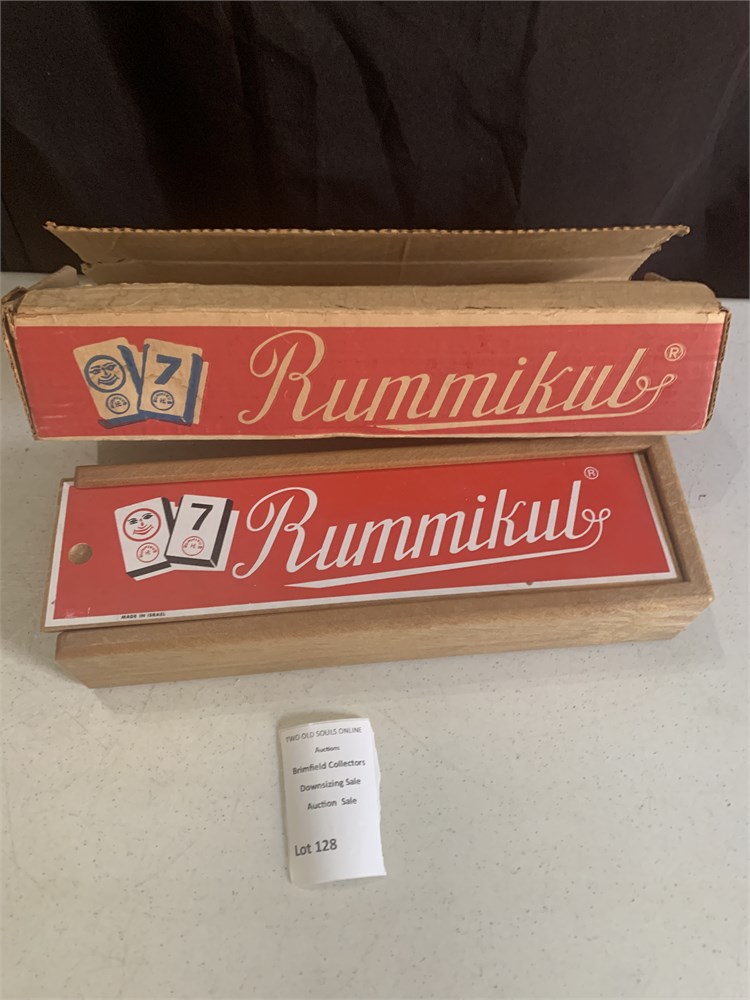 7
Rummikub ®
7
Rummikub ®
MADE IN ISRAEL
TWO OLD SOULS ONLINE
Auctions
Brimfield Collectors
Downsizing Sale
Auction Sale
Lot 128